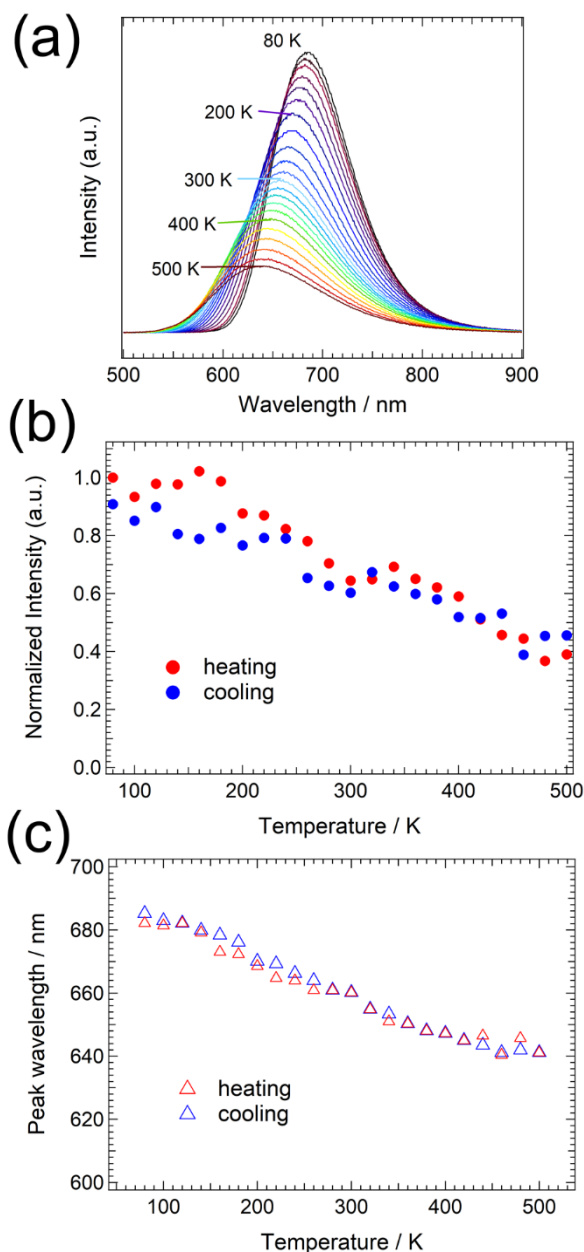 (a)
80 K
200 K
300 K
400 K
500 K
Intensity (a.u.)
500 600 700 800 900
Wavelength / nm
(b)
1.0
0.8
0.6
0.4
0.2
0.0
Normalized Intensity (a.u.)
heating
cooling
100 200 300 400 500
Temperature / K
(c)
700
680
660
640
620
600
Peak wavelength / nm
heating
cooling
100 200 300 400 500
Temperature / K